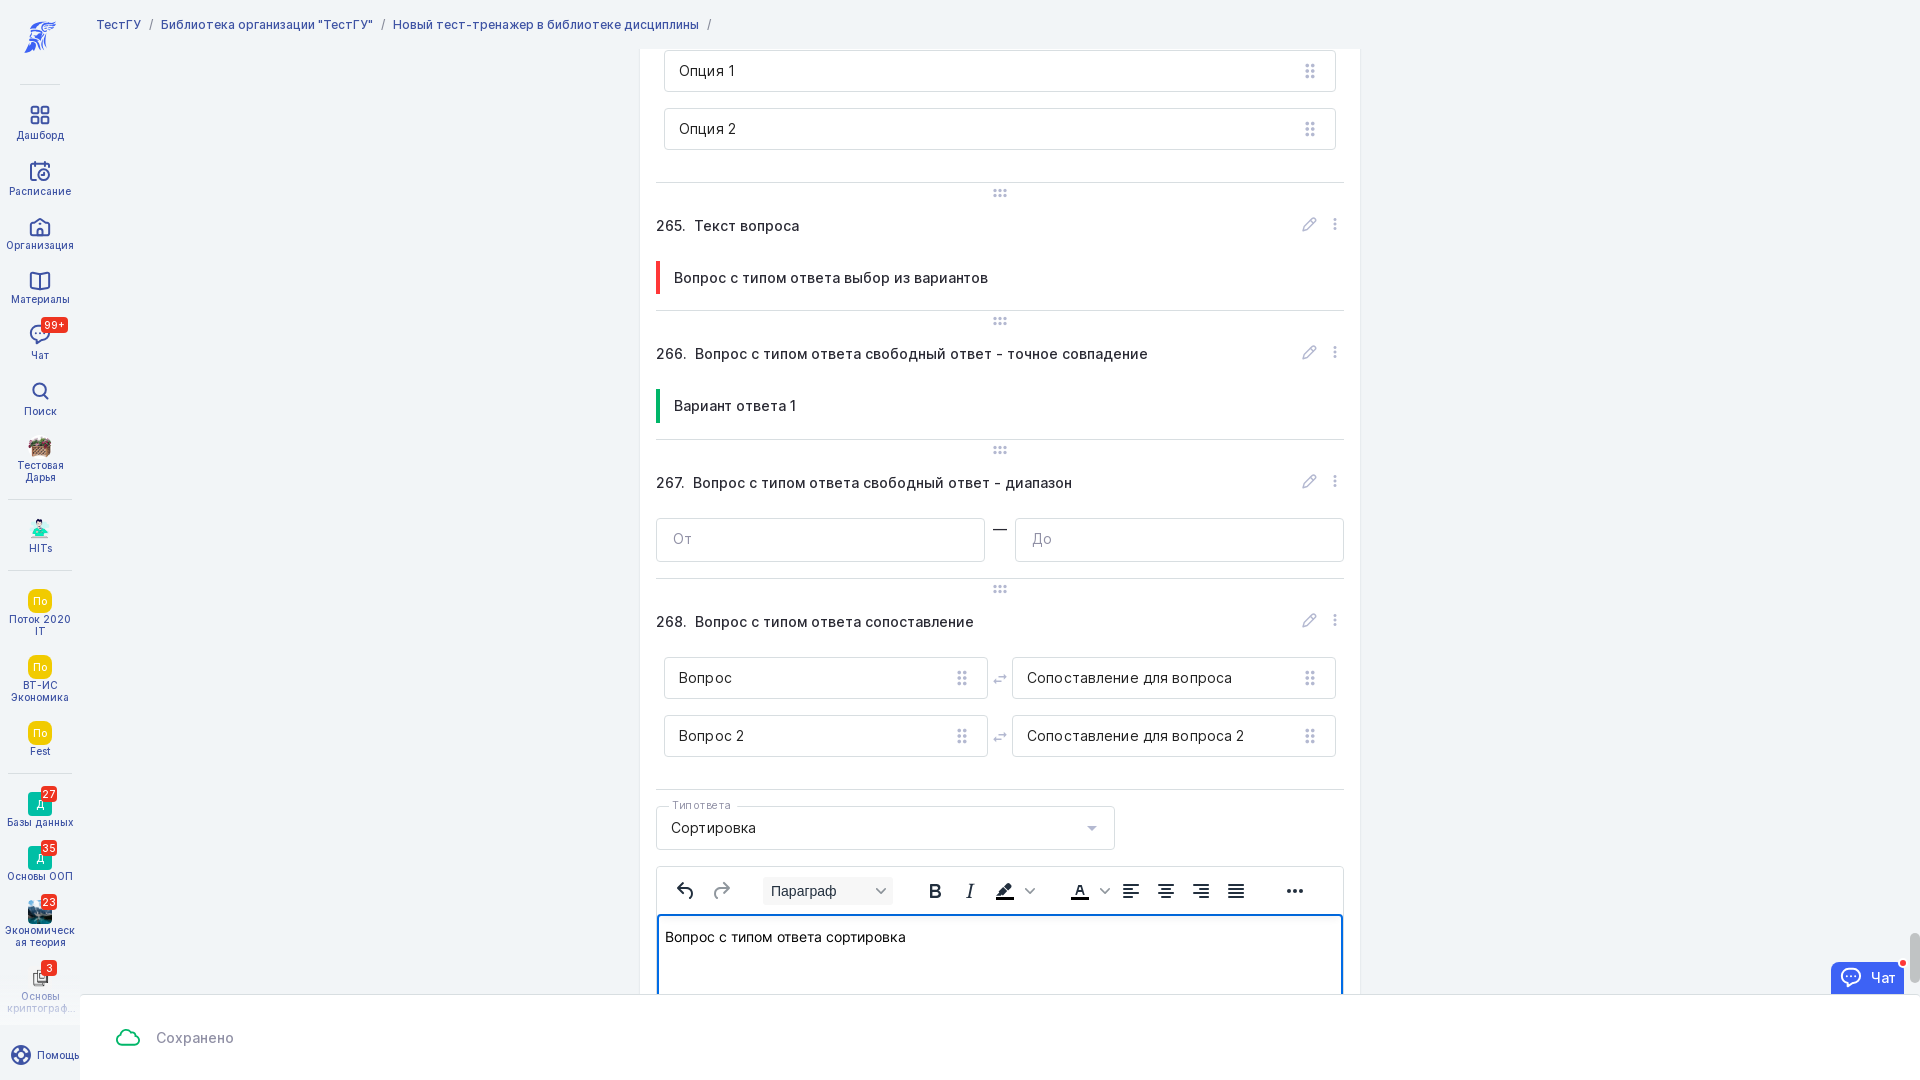 ТестГУ / Библиотека организации "ТестГУ" / Новый тест-тренажер в библиотеке дисциплины /
Дашборд
Расписание
Организация
Материалы
99+
Чат
Поиск
Тестовая
Дарья
HITs
По
Поток 2020
IT
По
ВТ-ИС
Экономика
По
Fest
27
Д
Базы данных
35
Д
Основы ООП
23
Экономическ
ая теория
3
Основы
криптограф...
Помощь
Опция 1
Опция 2
265. Текст вопроса
Вопрос с типом ответа выбор из вариантов
266. Вопрос с типом ответа свободный ответ - точное совпадение
Вариант ответа 1
267. Вопрос с типом ответа свободный ответ - диапазон
От — До
268. Вопрос с типом ответа сопоставление
Вопрос Сопоставление для вопроса
Вопрос 2 Сопоставление для вопроса 2
Тип ответа
Сортировка
Параграф B I A
Вопрос с типом ответа сортировка
Чат
Сохранено